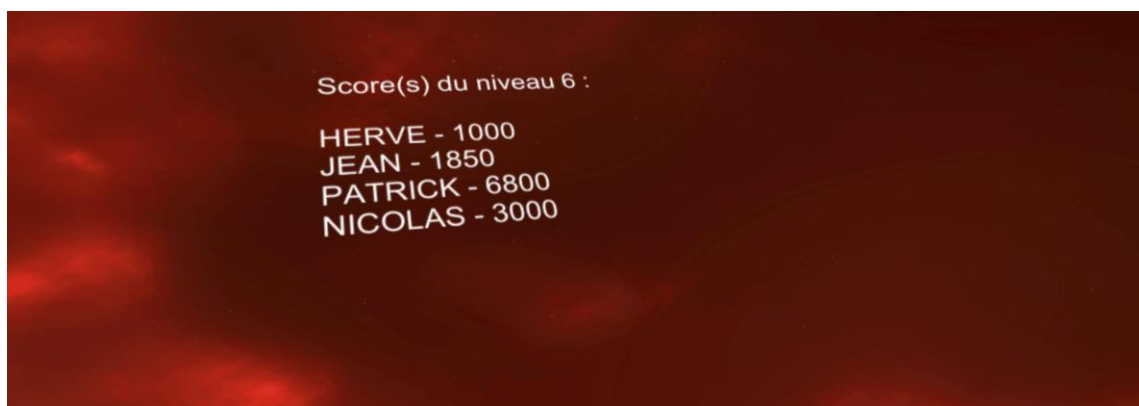 Score(s) du niveau 6 :
HERVE - 1000
JEAN - 1850
PATRICK - 6800
NICOLAS - 3000